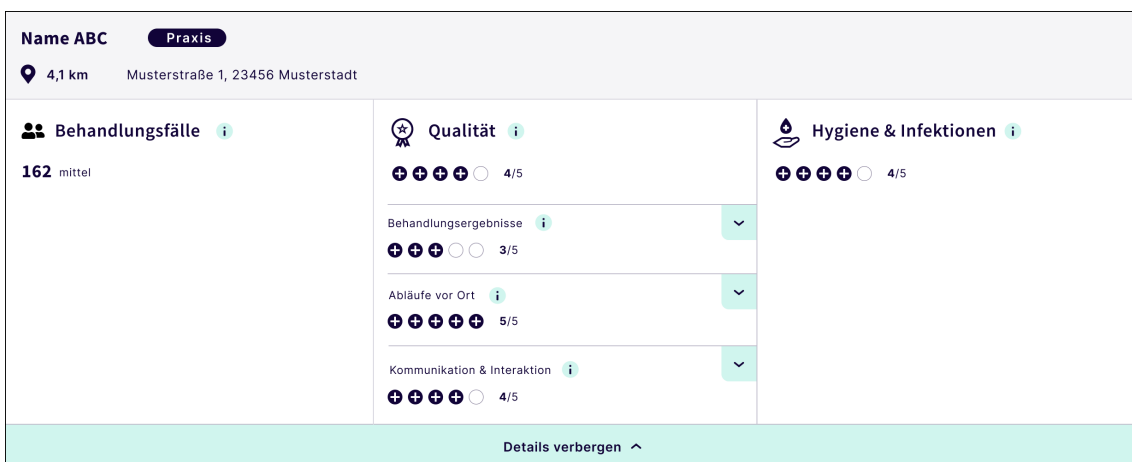 Name ABC Praxis
4,1 km Musterstraße 1, 23456 Musterstadt
Behandlungsfälle i
162 mittel
Qualität i
4/5
Behandlungsergebnisse i
3/5
Abläufe vor Ort i
5/5
Kommunikation & Interaktion i
4/5
Hygiene & Infektionen i
4/5
Details verbergen